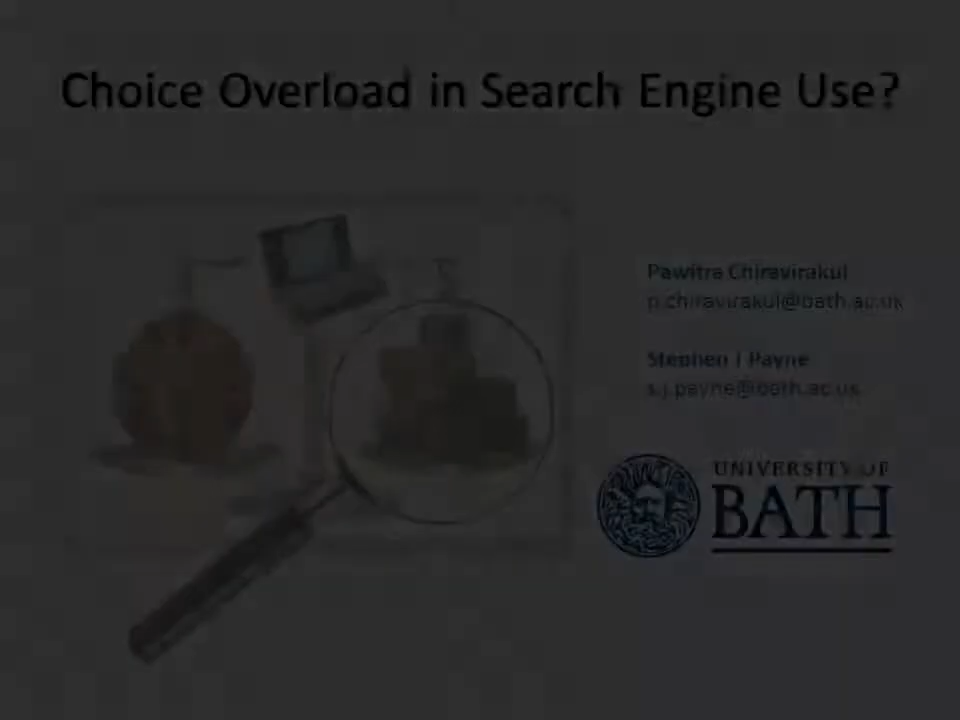 Choice Overload in Search Engine Use?
Pawitra Chiravirakul
p.chiravirakul@bath.ac.uk
Stephen J Payne
s.j.payne@bath.ac.uk
UNIVERSITY OF
BATH